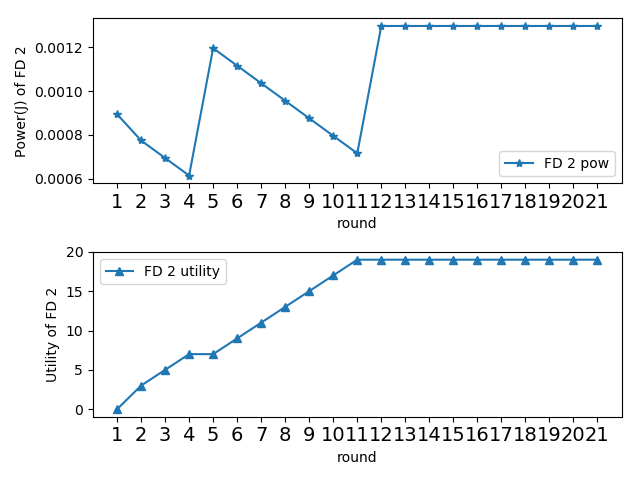 Power(J) of FD 2
0.0012
0.0010
0.0008
0.0006
FD 2 pow
1 2 3 4 5 6 7 8 9 10 11 12 13 14 15 16 17 18 19 20 21
round
Utility of FD 2
20
15
10
5
0
FD 2 utility
1 2 3 4 5 6 7 8 9 10 11 12 13 14 15 16 17 18 19 20 21
round